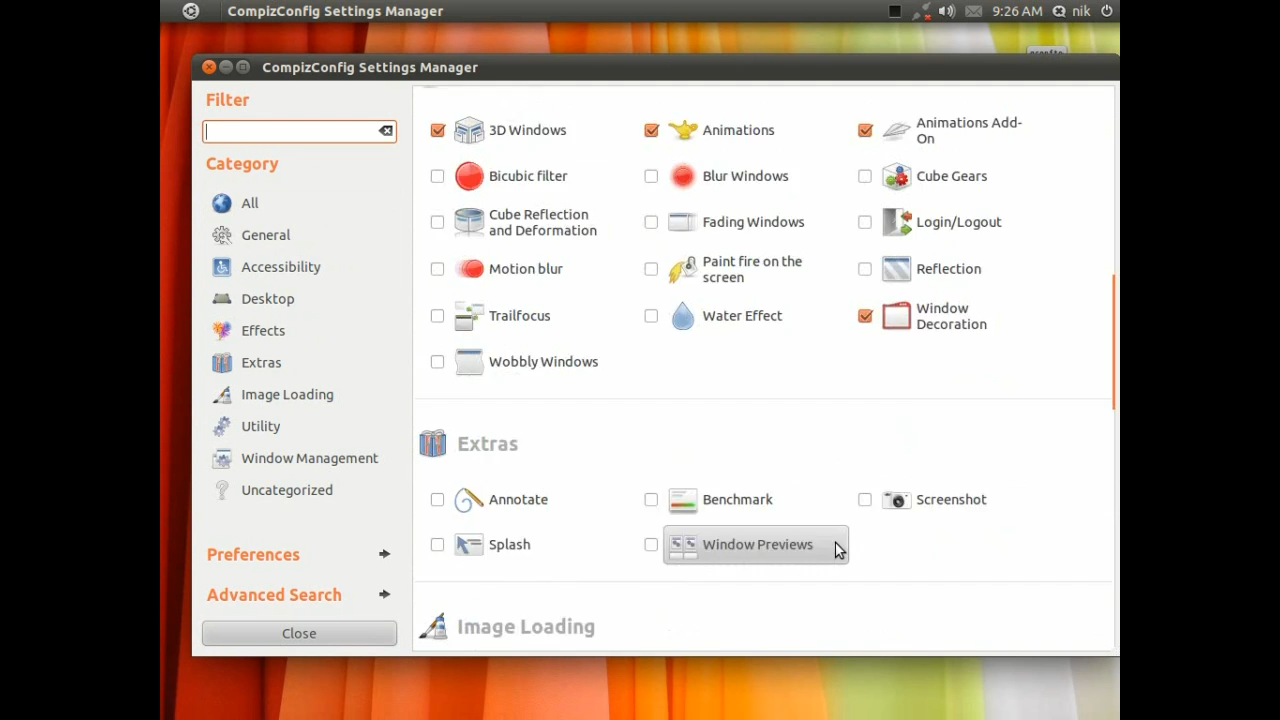 CompizConfig Settings Manager
9:26 AM
nik
CompizConfig Settings Manager
Filter
Category
All
General
Accessibility
Desktop
Effects
Extras
Image Loading
Utility
Window Management
Uncategorized
Preferences
Advanced Search
Close
3D Windows
Animations
Animations Add-
On
Bicubic filter
Blur Windows
Cube Gears
Cube Reflection
and Deformation
Fading Windows
Login/Logout
Motion blur
Paint fire on the
screen
Reflection
Trailfocus
Water Effect
Window
Decoration
Wobbly Windows
Extras
Annotate
Benchmark
Screenshot
Splash
Window Previews
Image Loading